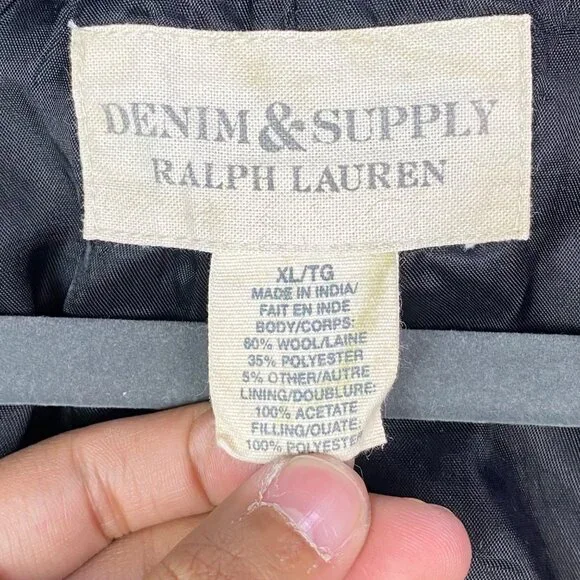 DENIM & SUPPLY
RALPH LAUREN
XL/TG
MADE IN INDIA/
FAIT EN INDE
BODY/CORPS:
60% WOOL/LAINE
35% POLYESTER
5% OTHER/AUTRE
LINING/DOUBLURE:
100% ACETATE
FILLING/OUATE:
100% POLYESTER